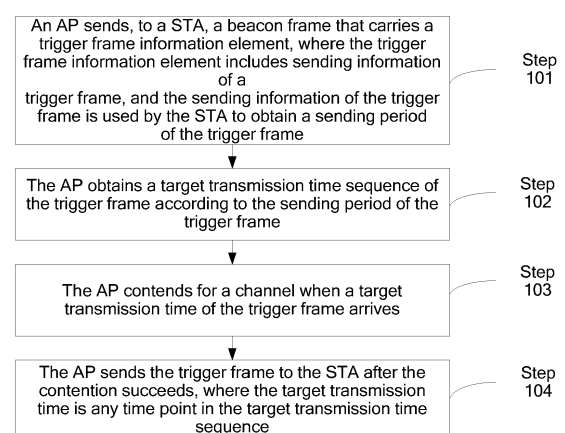 An AP sends, to a STA, a beacon frame that carries a
trigger frame information element, where the trigger
frame information element includes sending information
of a
trigger frame, and the sending information of the trigger
frame is used by the STA to obtain a sending period
of the trigger frame
Step
101
The AP obtains a target transmission time sequence of
the trigger frame according to the sending period of the
trigger frame
Step
102
The AP contends for a channel when a target
transmission time of the trigger frame arrives
Step
103
The AP sends the trigger frame to the STA after the
contention succeeds, where the target transmission
time is any time point in the target transmission time
sequence
Step
104